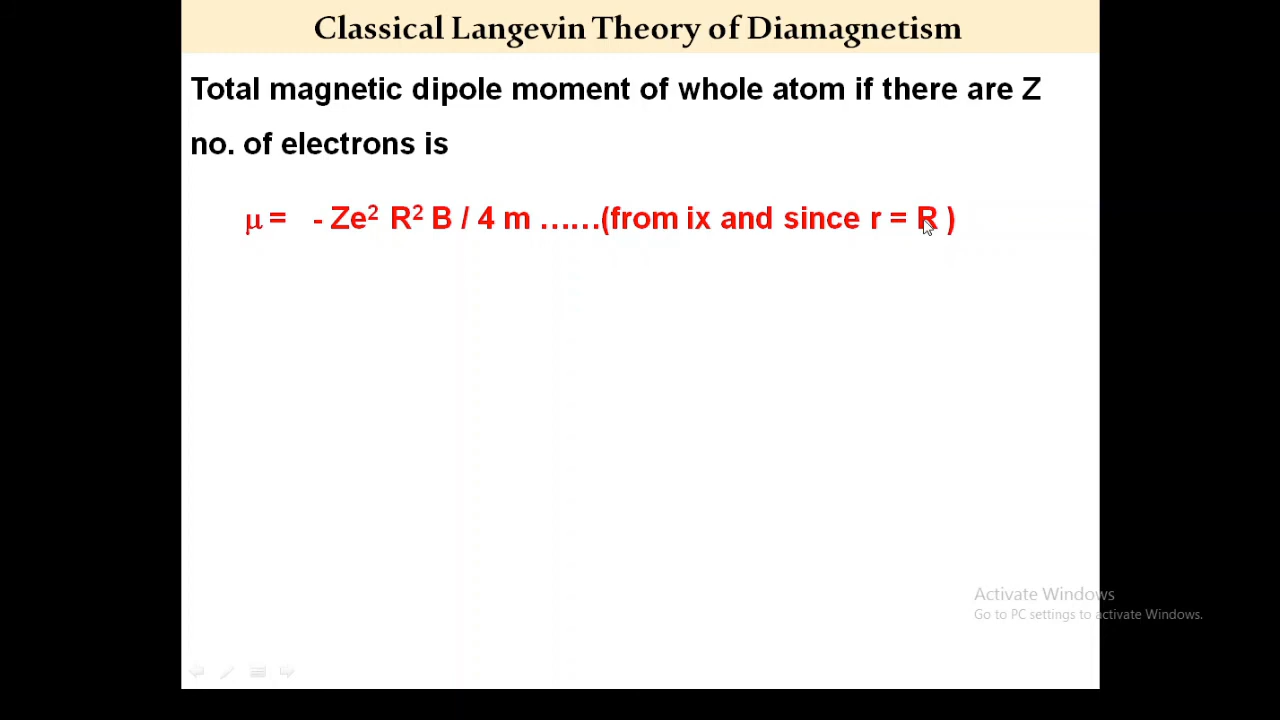 Classical Langevin Theory of Diamagnetism
Total magnetic dipole moment of whole atom if there are Z
no. of electrons is
μ = - Ze² R² B / 4 m ……(from ix and since r = R )
Activate Windows
Go to PC settings to activate Windows.